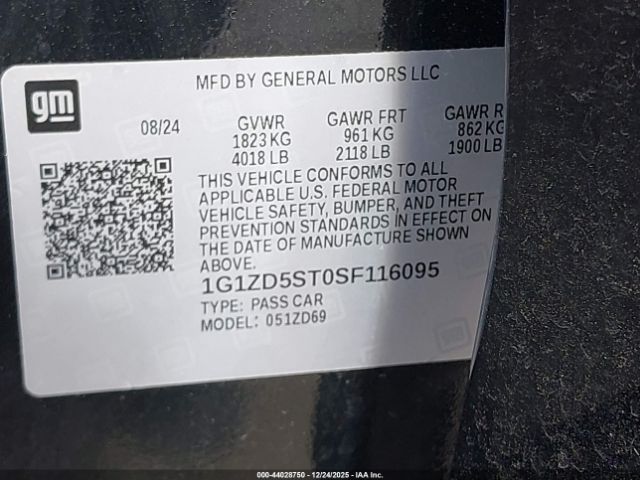 gm
MFD BY GENERAL MOTORS LLC
08/24
GVWR
1823 KG
4018 LB
GAWR FRT
961 KG
2118 LB
GAWR R
862 KG
1900 LB
THIS VEHICLE CONFORMS TO ALL
APPLICABLE U.S. FEDERAL MOTOR
VEHICLE SAFETY, BUMPER, AND THEFT
PREVENTION STANDARDS IN EFFECT ON
THE DATE OF MANUFACTURE SHOWN
ABOVE.
1G1ZD5ST0SF116095
TYPE: PASS CAR
MODEL: 051ZD69
000-44028750 - 12/24/2025 - IAA Inc.